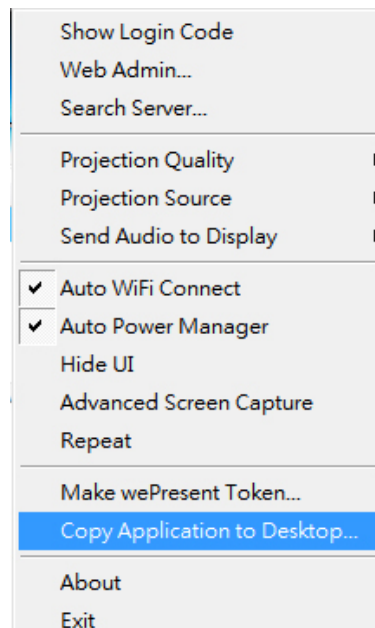 Show Login Code
Web Admin...
Search Server...
Projection Quality
Projection Source
Send Audio to Display
Auto WiFi Connect
Auto Power Manager
Hide UI
Advanced Screen Capture
Repeat
Make wePresent Token...
Copy Application to Desktop...
About
Exit